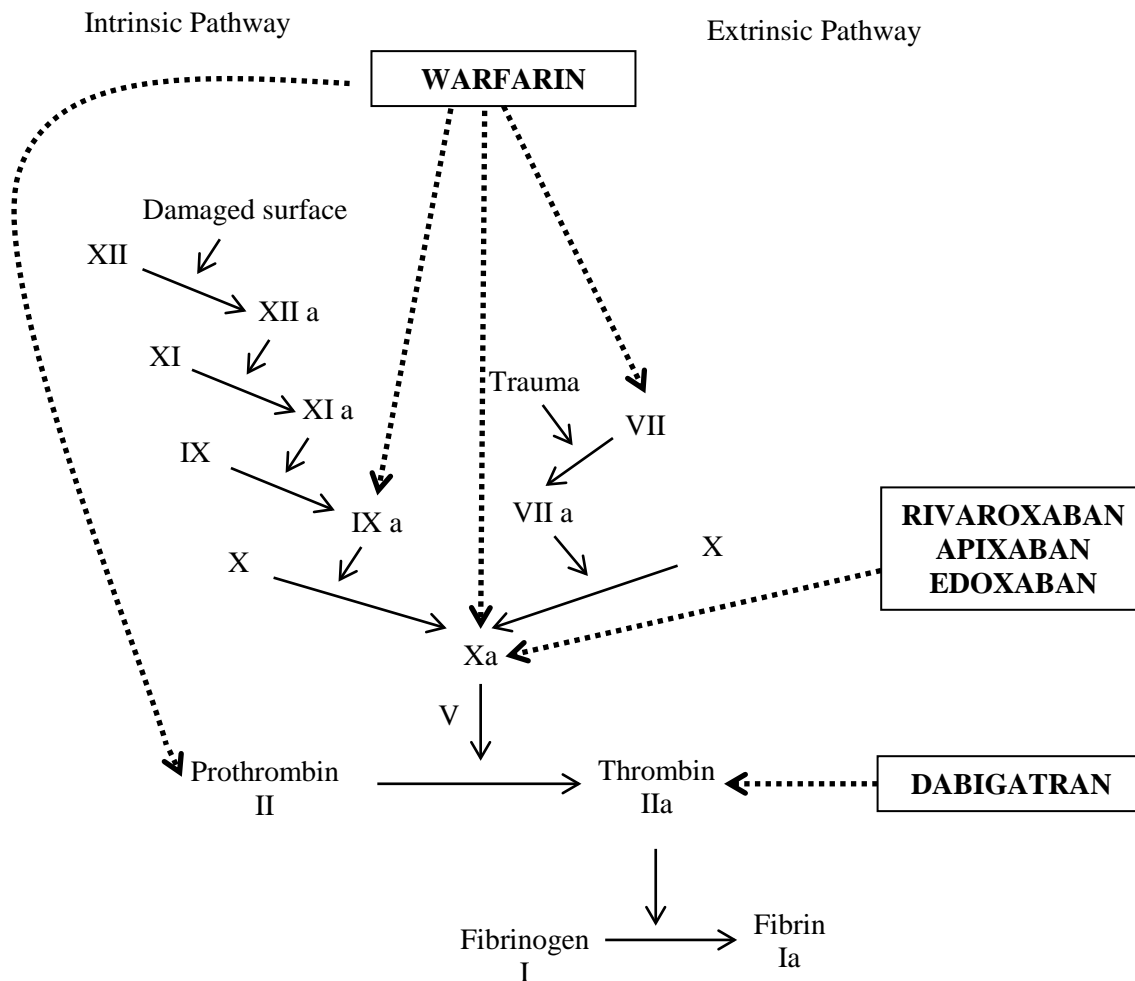 Intrinsic Pathway
Extrinsic Pathway
WARFARIN
Damaged surface
XII
XII a
XI
Trauma
XI a
VII
IX
IX a
VII a
RIVAROXABAN
APIXABAN
EDOXABAN
X
X
Xa
V
Prothrombin
II
Thrombin
IIa
DABIGATRAN
Fibrinogen
I
Fibrin
Ia